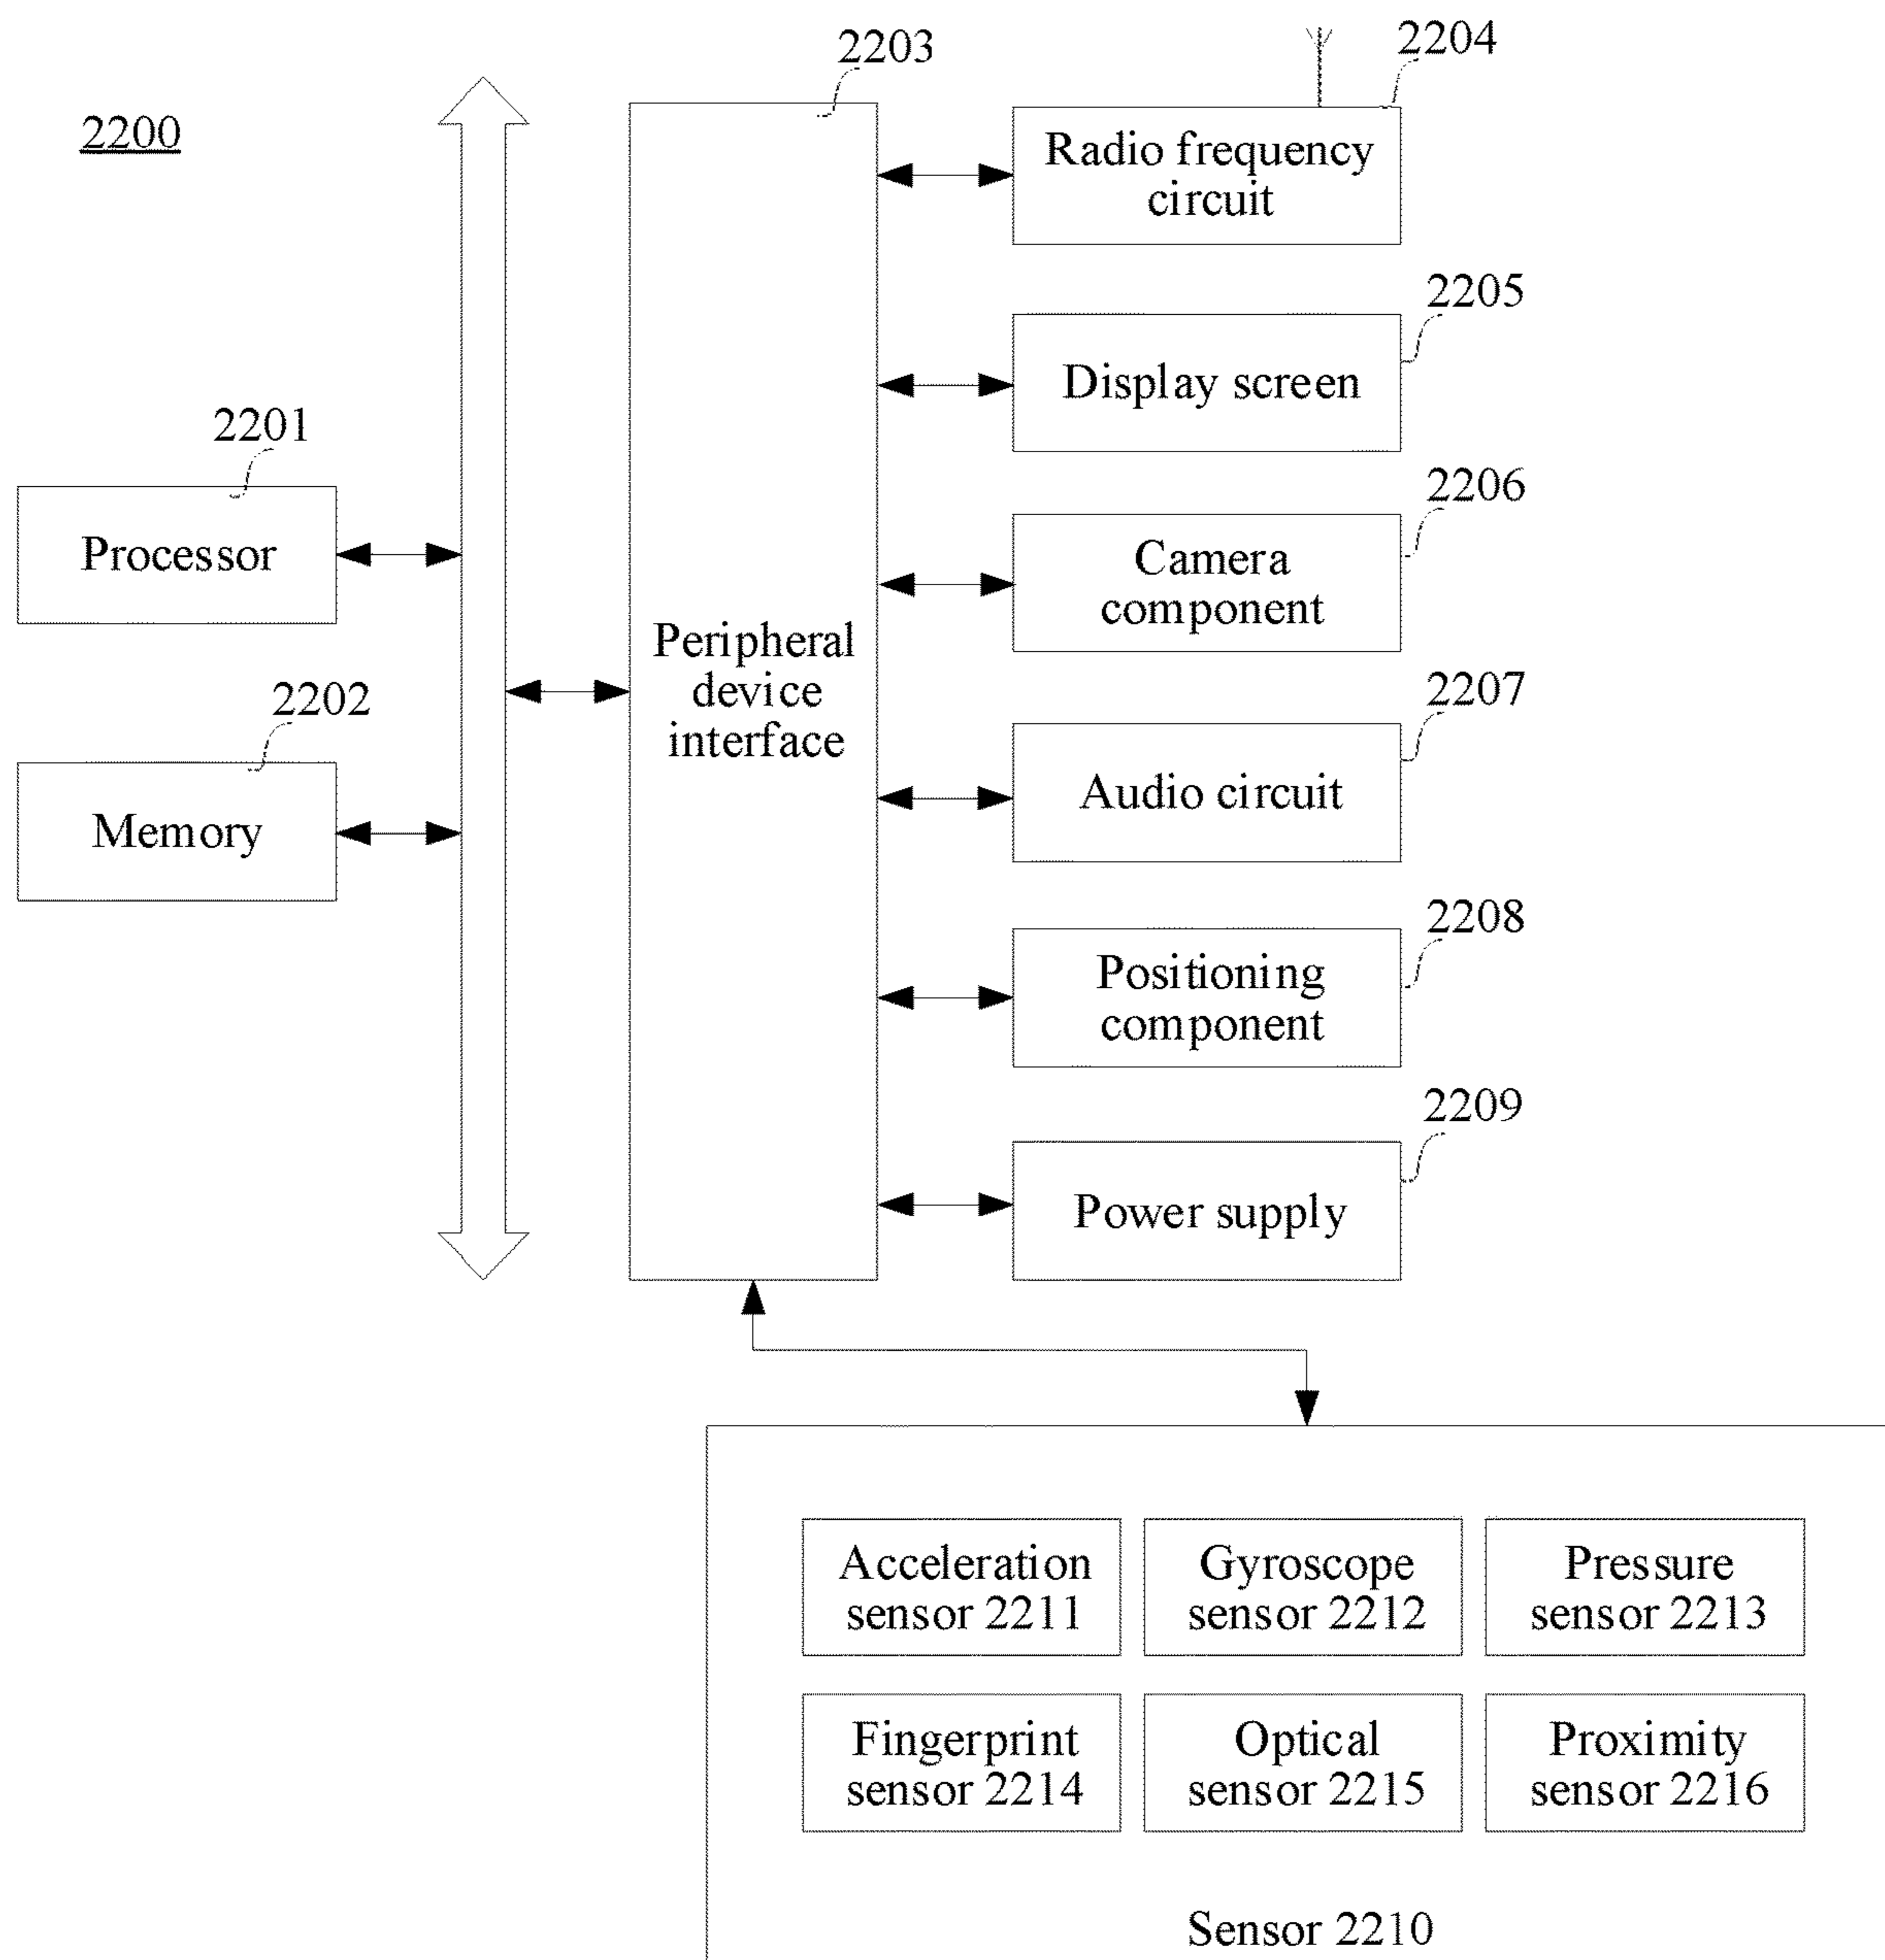 2200
2203
2204
Radio frequency
circuit
2205
Display screen
2201
Processor
2206
Camera
component
Peripheral
device
interface
2202
Memory
2207
Audio circuit
2208
Positioning
component
2209
Power supply
Acceleration
sensor 2211
Gyroscope
sensor 2212
Pressure
sensor 2213
Fingerprint
sensor 2214
Optical
sensor 2215
Proximity
sensor 2216
Sensor 2210